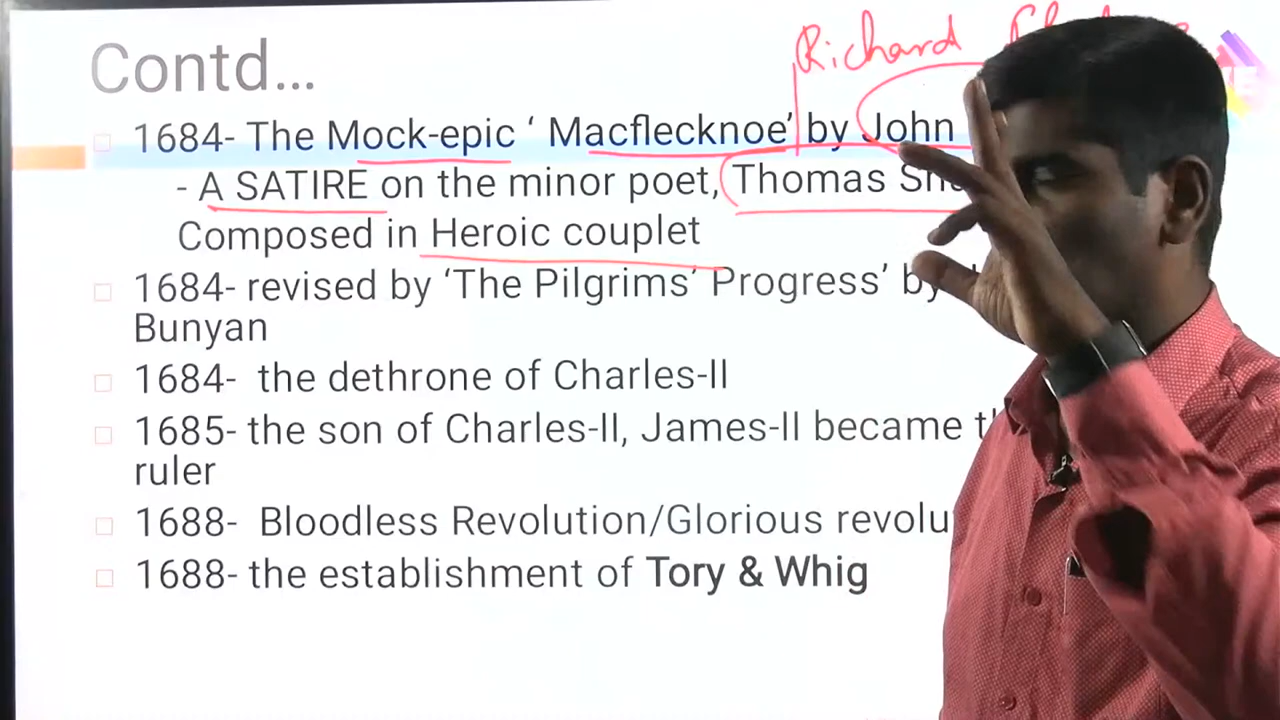 Richard
Contd...
1684- The Mock-epic ‘ Macflecknoe’ by John
- A SATIRE on the minor poet, Thomas
Composed in Heroic couplet
1684- revised by ‘The Pilgrims’ Progress’ by
Bunyan
1684- the dethrone of Charles-II
1685- the son of Charles-II, James-II became
ruler
1688- Bloodless Revolution/Glorious
1688- the establishment of Tory & Whig